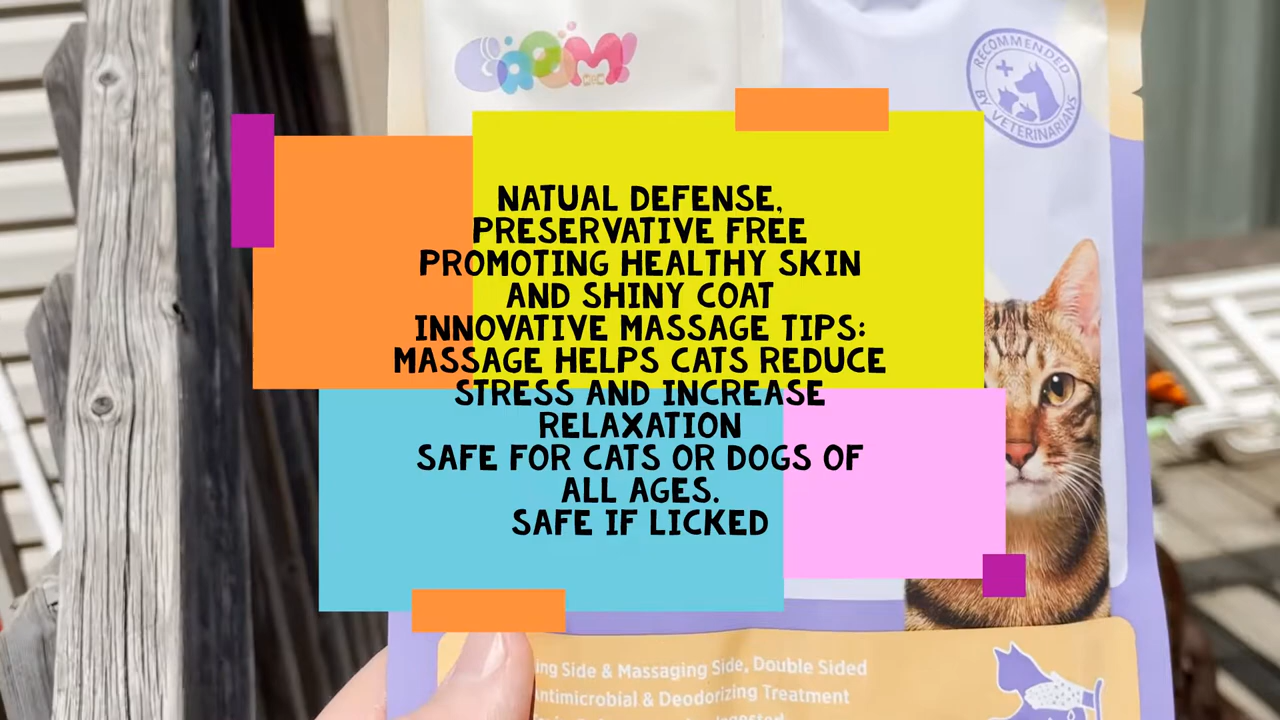 GROOM!
RECOMMENDED
BY VETERINARIANS
NATUAL DEFENSE,
PRESERVATIVE FREE
PROMOTING HEALTHY SKIN
AND SHINY COAT
INNOVATIVE MASSAGE TIPS:
MASSAGE HELPS CATS REDUCE
STRESS AND INCREASE
RELAXATION
SAFE FOR CATS OR DOGS OF
ALL AGES.
SAFE IF LICKED
Side & Massaging Side, Double Sided
Antimicrobial & Deodorizing Treatment